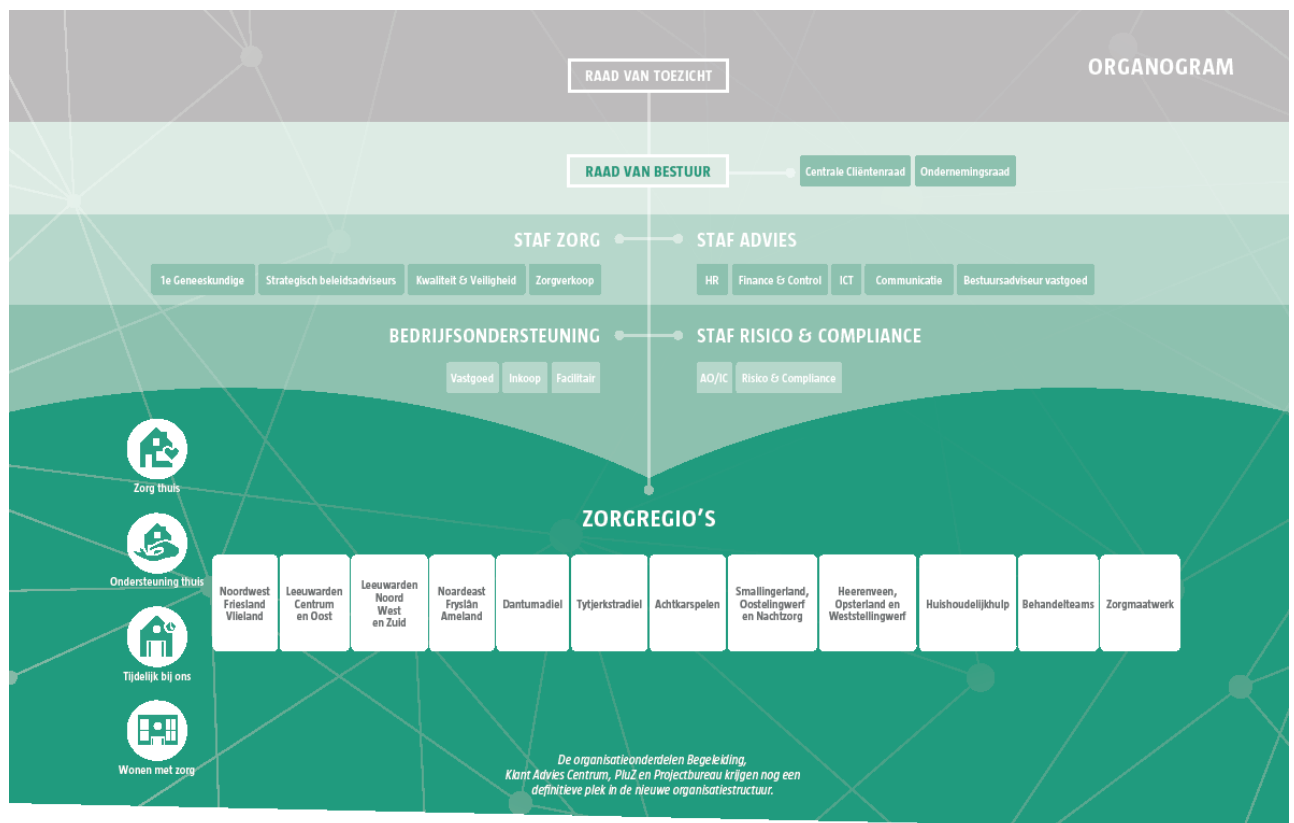 ORGANOGRAM
RAAD VAN TOEZICHT
RAAD VAN BESTUUR
Centrale Cliëntenraad
Ondernemingsraad
STAF ZORG
STAF ADVIES
1e Geneeskundige
Strategisch beleidsadviseurs
Kwaliteit & Veiligheid
Zorgverkoop
HR
Finance & Control
ICT
Communicatie
Bestuursadviseur vastgoed
BEDRIJFSONDERSTEUNING
STAF RISICO & COMPLIANCE
Vastgoed
Inkoop
Facilitair
AO/IC
Risico & Compliance
Zorg thuis
Ondersteuning thuis
Tijdelijk bij ons
Wonen met zorg
ZORGREGIO'S
Noordwest
Friesland
Vlieland
Leeuwarden
Centrum
en Oost
Leeuwarden
Noord
West
en Zuid
Noardeast
Fryslân
Ameland
Dantumadiel
Tytjerkstradiel
Achtkarspelen
Smallingerland,
Oostelingwerf
en Nachtzorg
Heerenveen,
Opsterland en
Weststellingwerf
Huishoudelijkhulp
Behandelteams
Zorgmaatwerk
De organisatieonderdelen Begeleiding,
Klant Advies Centrum, PluZ en Projectbureau krijgen nog een
definitieve plek in de nieuwe organisatiestructuur.